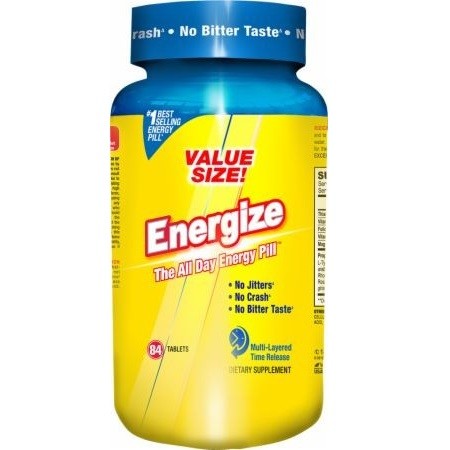 rash^ • No Bitter Taste^ • N
#1 BEST
SELLING
ENERGY
PILL*
VALUE
SIZE!
Energize
The All Day Energy Pill™
• No Jitters^
• No Crash^
• No Bitter Taste^
84 TABLETS
Multi-Layered
Time Release
DIETARY SUPPLEMENT